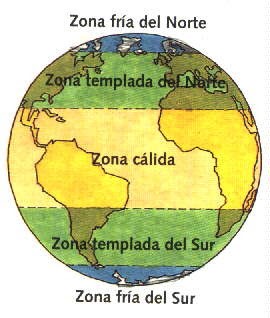 Zona fría del Norte
Zona templada del Norte
Zona cálida
Zona templada del Sur
Zona fría del Sur